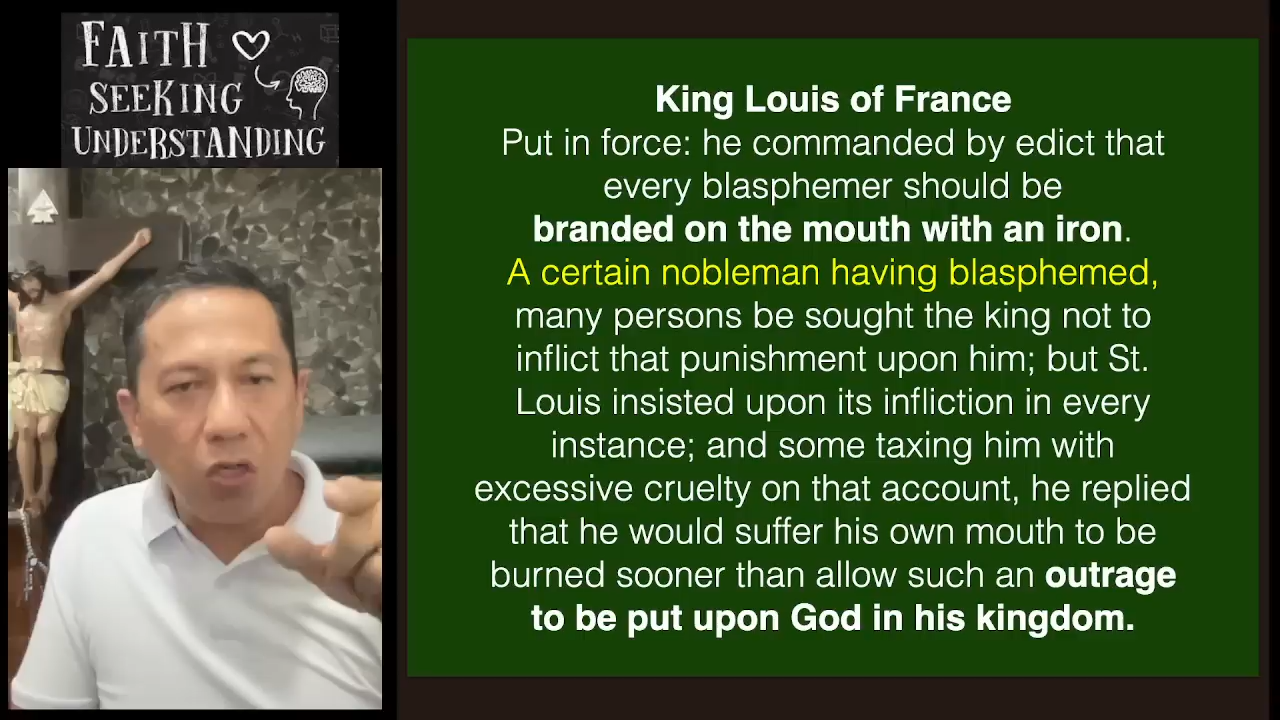 FAITH
SEEKING
UNDERSTANDING
King Louis of France
Put in force: he commanded by edict that
every blasphemer should be
branded on the mouth with an iron.
A certain nobleman having blasphemed,
many persons be sought the king not to
inflict that punishment upon him; but St.
Louis insisted upon its infliction in every
instance; and some taxing him with
excessive cruelty on that account, he replied
that he would suffer his own mouth to be
burned sooner than allow such an outrage
to be put upon God in his kingdom.